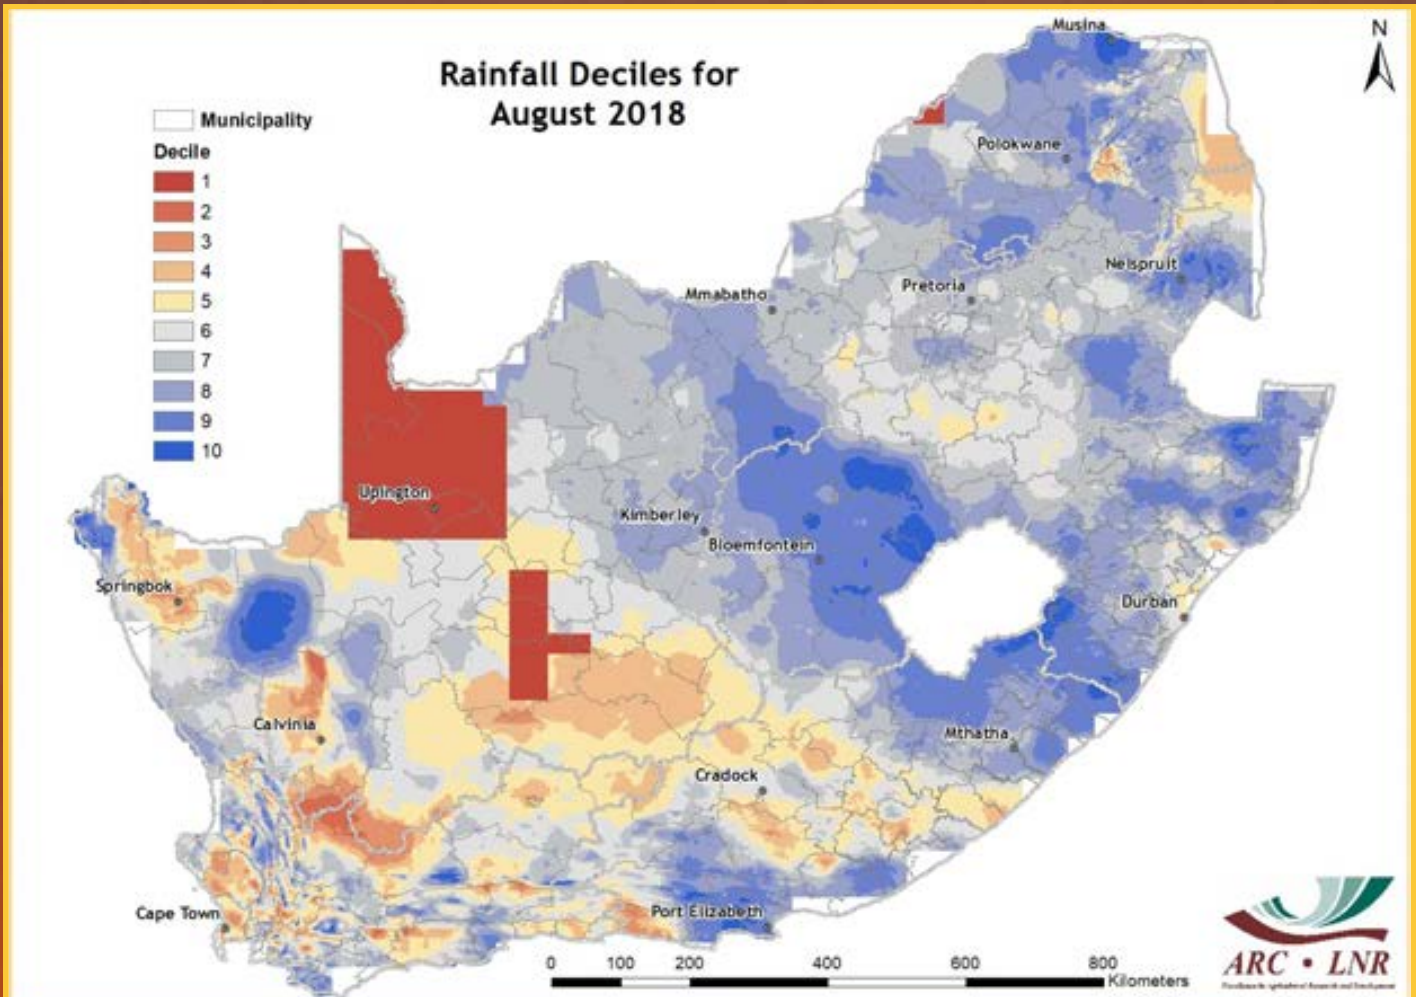 Rainfall Deciles for
August 2018
N
Municipality
Decile
1
2
3
4
5
6
7
8
9
10
Musina
Polokwane
Nelspruit
Pretoria
Mmabatho
Upington
Kimberley
Bloemfontein
Springbok
Durban
Calvinia
Mthatha
Cradock
Cape Town
Port Elizabeth
0 100 200 400 600 800
Kilometers
ARC • LNR